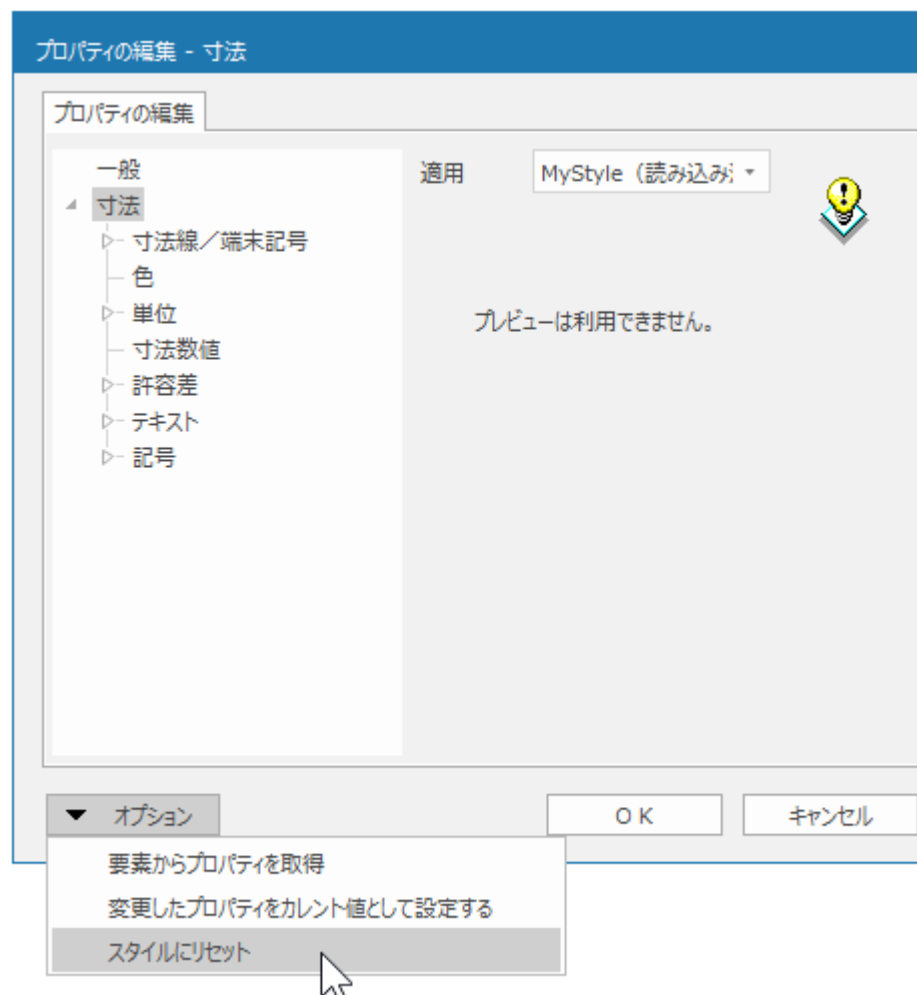 プロパティの編集 - 寸法
プロパティの編集
一般
寸法
寸法線／端末記号
色
単位
寸法数値
許容差
テキスト
記号
適用
MyStyle（読み込み
プレビューは利用できません。
オプション
ＯＫ
キャンセル
要素からプロパティを取得
変更したプロパティをカレント値として設定する
スタイルにリセット